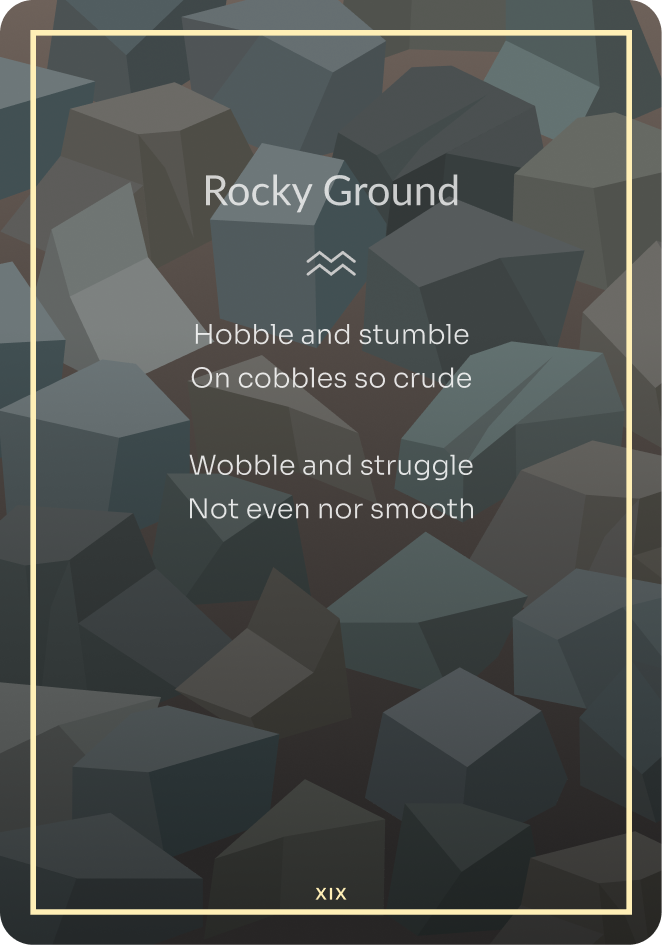 Rocky Ground
Hobble and stumble
On cobbles so crude
Wobble and struggle
Not even nor smooth
XIX